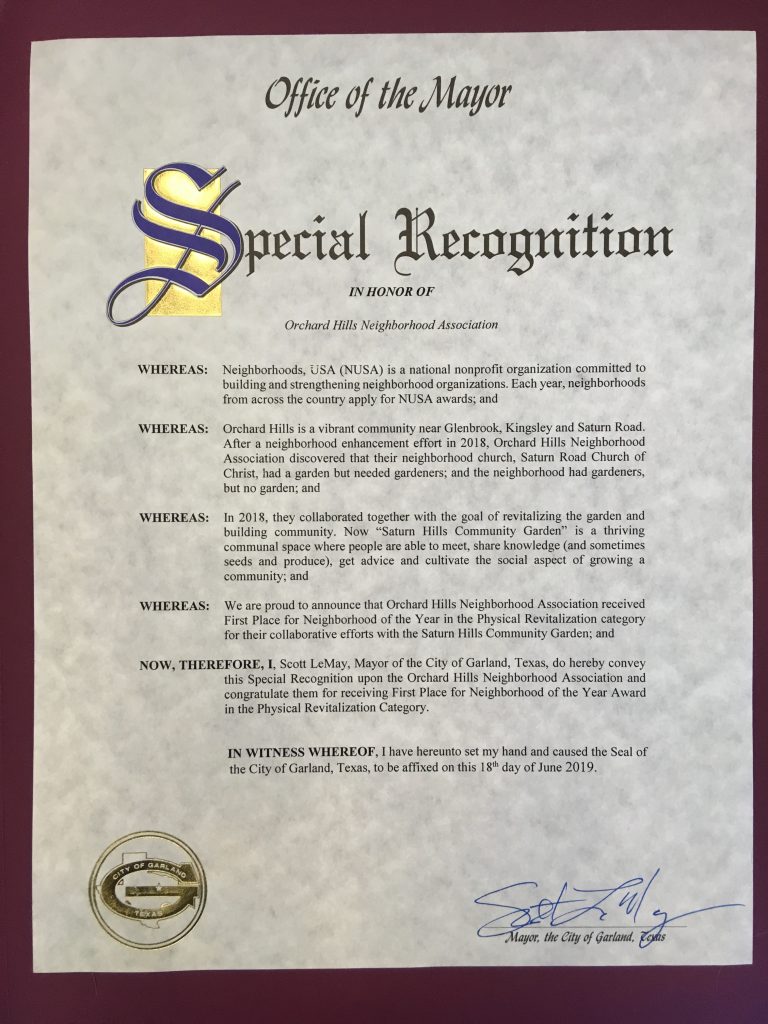 Office of the Mayor
Special Recognition
IN HONOR OF
Orchard Hills Neighborhood Association
WHEREAS: Neighborhoods, USA (NUSA) is a national nonprofit organization committed to
building and strengthening neighborhood organizations. Each year, neighborhoods
from across the country apply for NUSA awards; and
WHEREAS: Orchard Hills is a vibrant community near Glenbrook, Kingsley and Saturn Road.
After a neighborhood enhancement effort in 2018, Orchard Hills Neighborhood
Association discovered that their neighborhood church, Saturn Road Church of
Christ, had a garden but needed gardeners; and the neighborhood had gardeners,
but no garden; and
WHEREAS: In 2018, they collaborated together with the goal of revitalizing the garden and
building community. Now “Saturn Hills Community Garden” is a thriving
communal space where people are able to meet, share knowledge (and sometimes
seeds and produce), get advice and cultivate the social aspect of growing a
community; and
WHEREAS: We are proud to announce that Orchard Hills Neighborhood Association received
First Place for Neighborhood of the Year in the Physical Revitalization category
for their collaborative efforts with the Saturn Hills Community Garden; and
NOW, THEREFORE, I, Scott LeMay, Mayor of the City of Garland, Texas, do hereby convey
this Special Recognition upon the Orchard Hills Neighborhood Association and
congratulate them for receiving First Place for Neighborhood of the Year Award
in the Physical Revitalization Category.
IN WITNESS WHEREOF, I have hereunto set my hand and caused the Seal of
the City of Garland, Texas, to be affixed on this 18th day of June 2019.
CITY OF GARLAND
G
TEXAS
Scott LeMay
Mayor, the City of Garland, Texas